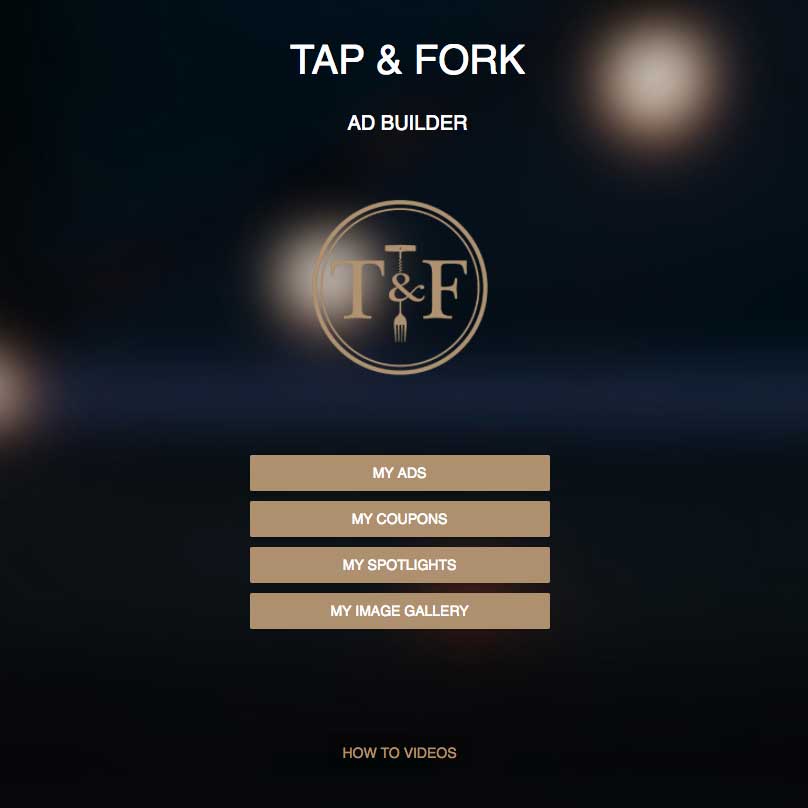 TAP & FORK
AD BUILDER
T&F
MY ADS
MY COUPONS
MY SPOTLIGHTS
MY IMAGE GALLERY
HOW TO VIDEOS